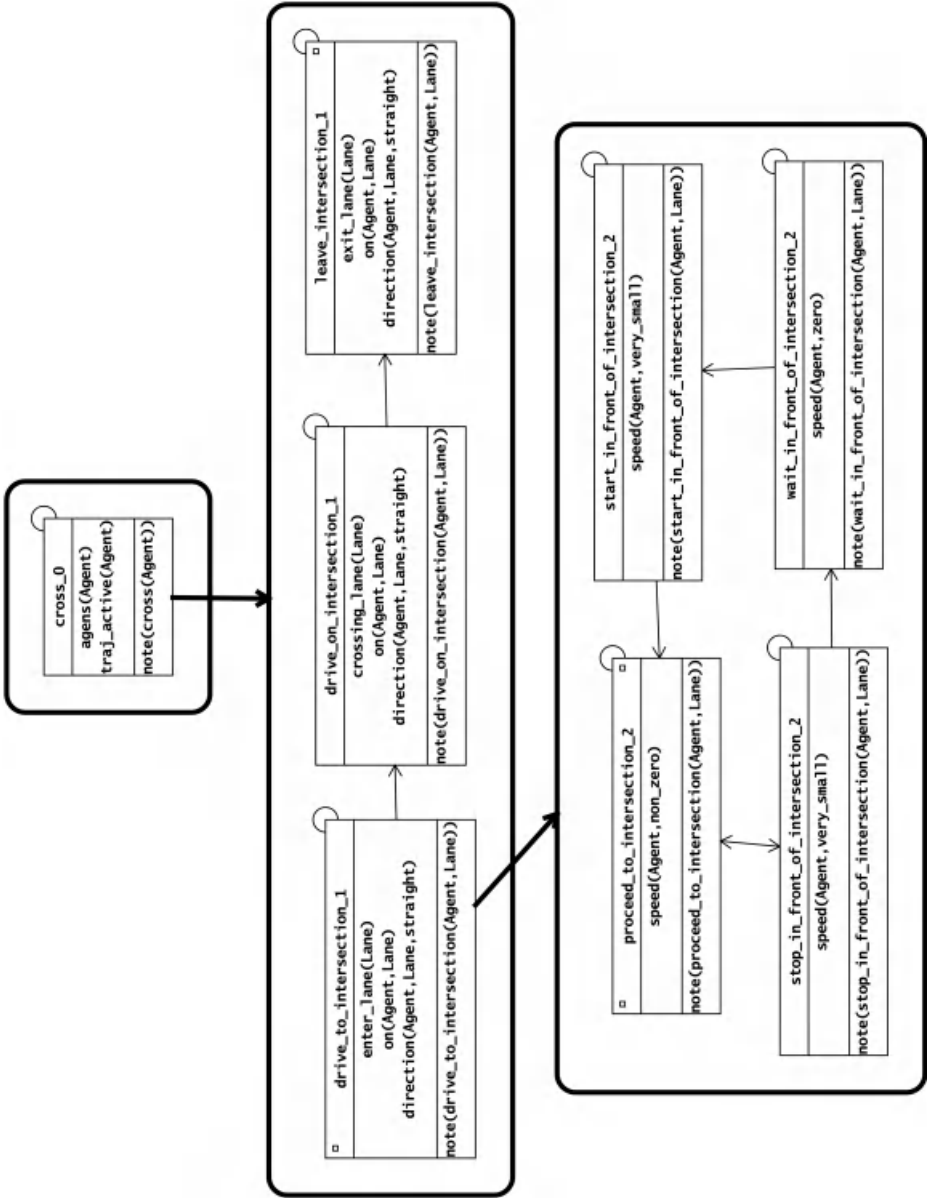 cross_0
agens(Agent)
traj_active(Agent)
note(cross(Agent))
drive_to_intersection_1
enter_lane(Lane)
on(Agent,Lane)
direction(Agent,Lane,straight)
note(drive_to_intersection(Agent,Lane))
drive_on_intersection_1
crossing_lane(Lane)
on(Agent,Lane)
direction(Agent,Lane,straight)
note(drive_on_intersection(Agent,Lane))
leave_intersection_1
exit_lane(Lane)
on(Agent,Lane)
direction(Agent,Lane,straight)
note(leave_intersection(Agent,Lane))
proceed_to_intersection_2
speed(Agent,non_zero)
note(proceed_to_intersection(Agent,Lane))
start_in_front_of_intersection_2
speed(Agent,very_small)
note(start_in_front_of_intersection(Agent,Lane))
stop_in_front_of_intersection_2
speed(Agent,very_small)
note(stop_in_front_of_intersection(Agent,Lane))
wait_in_front_of_intersection_2
speed(Agent,zero)
note(wait_in_front_of_intersection(Agent,Lane))